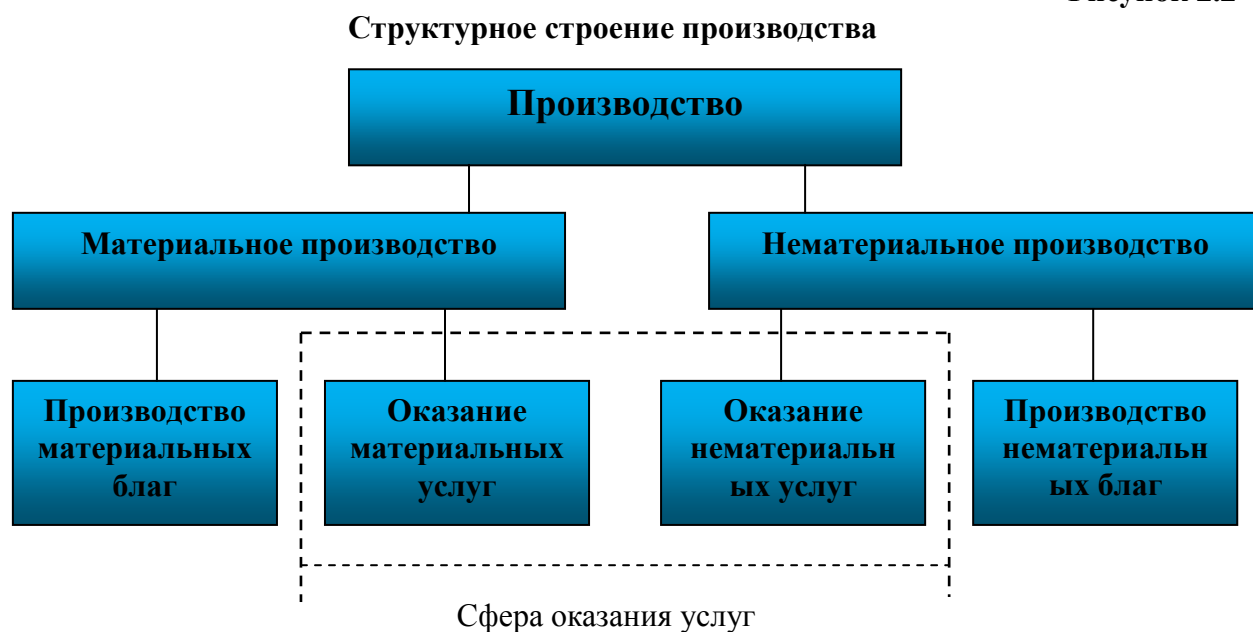 Структурное строение производства
Производство
Материальное производство
Нематериальное производство
Производство
материальных
благ
Оказание
материальных
услуг
Оказание
нематериальн
ых услуг
Производство
нематериальн
ых благ
Сфера оказания услуг